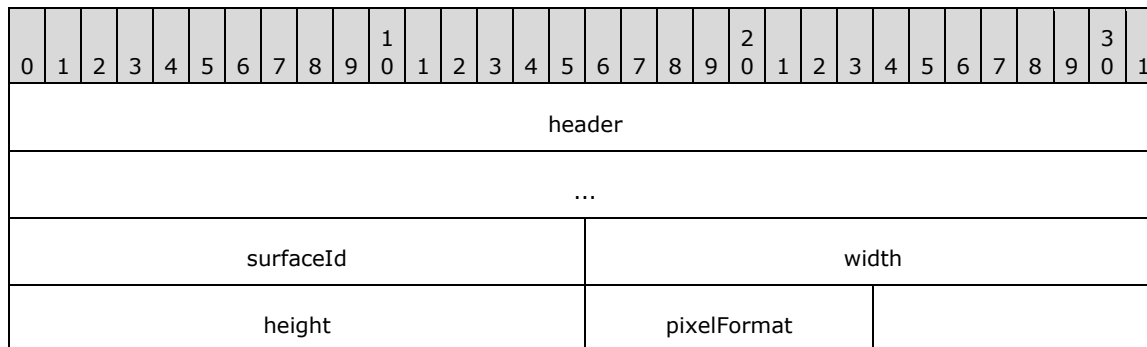 1 2 3
0 1 2 3 4 5 6 7 8 9 0 1 2 3 4 5 6 7 8 9 0 1 2 3 4 5 6 7 8 9 0 1
header
...
surfaceId width
height pixelFormat